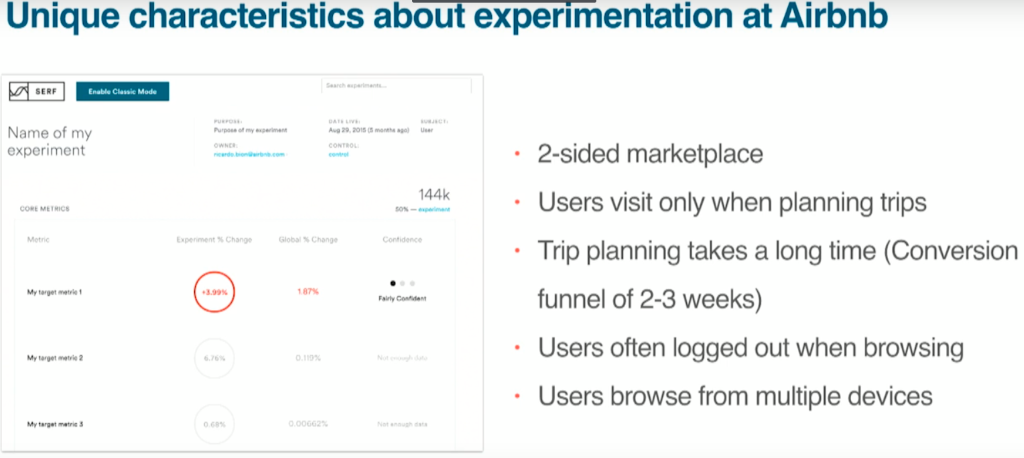 Unique characteristics about experimentation at Airbnb
SERF
Enable Classic Mode
Search experiments...
Name of my
experiment
PURPOSE:
Purpose of my experiment
DATE LIVE:
Aug 29, 2015 (3 months ago)
SUBJECT:
User
OWNER:
CONTROL:
control
144k
50% — experiment
CORE METRICS
Metric
Experiment % Change
Global % Change
Confidence
My target metric 1
+3.99%
1.87%
Fairly Confident
My target metric 2
6.76%
0.119%
Not enough data
My target metric 3
0.68%
0.00662%
Not enough data
• 2-sided marketplace
• Users visit only when planning trips
• Trip planning takes a long time (Conversion
funnel of 2-3 weeks)
• Users often logged out when browsing
• Users browse from multiple devices